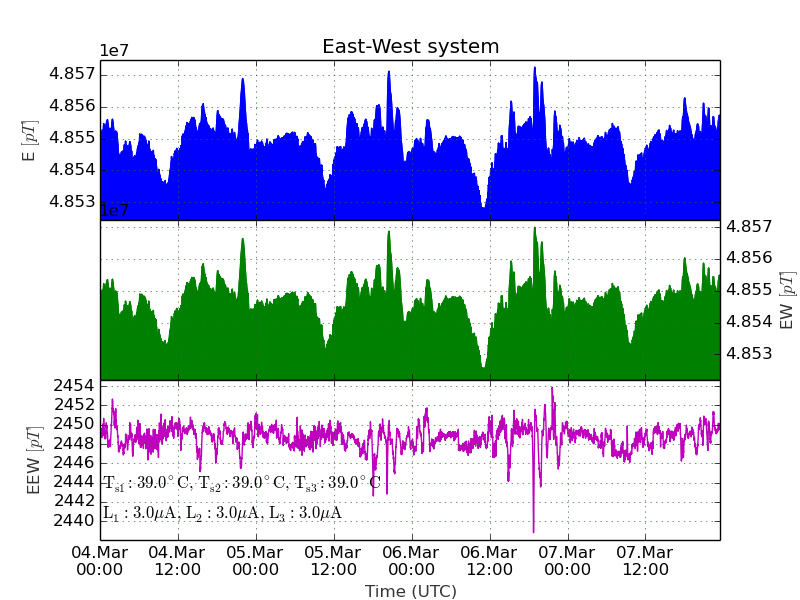 East-West system
1e7
4.857
4.856
4.855
4.854
4.853
E [pT]
1e7
4.857
4.856
4.855
4.854
4.853
EW [pT]
2454
2452
2450
2448
2446
2444
2442
2440
EEW [pT]
T_s1 : 39.0°C, T_s2 : 39.0°C, T_s3 : 39.0°C
L_1 : 3.0μA, L_2 : 3.0μA, L_3 : 3.0μA
04.Mar 04.Mar 05.Mar 05.Mar 06.Mar 06.Mar 07.Mar 07.Mar
00:00 12:00 00:00 12:00 00:00 12:00 00:00 12:00
Time (UTC)